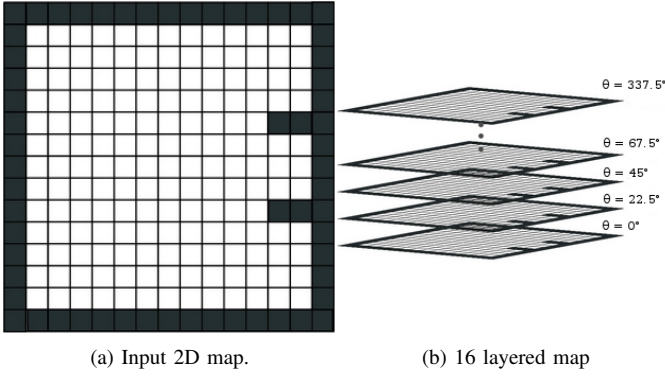 θ = 337.5°
θ = 67.5°
θ = 45°
θ = 22.5°
θ = 0°
(a) Input 2D map.
(b) 16 layered map